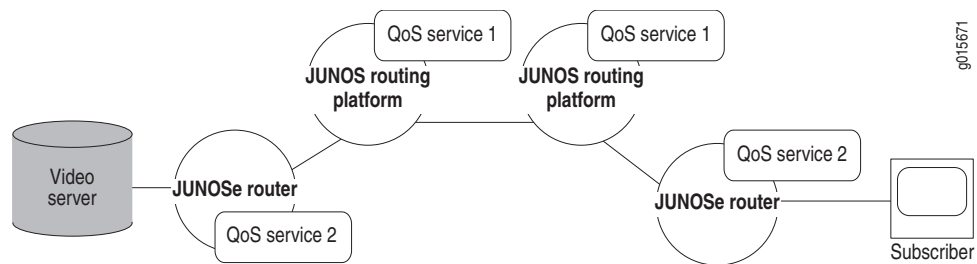 QoS service 1
QoS service 1
g015671
JUNOS routing
platform
JUNOS routing
platform
Video
server
JUNOSe router
QoS service 2
QoS service 2
JUNOSe router
Subscriber